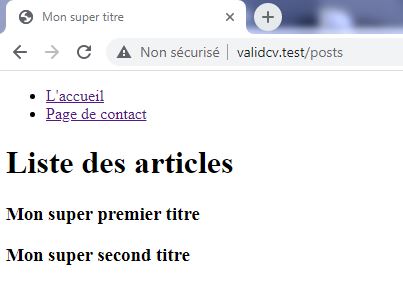 Mon super titre
Non sécurisé validcv.test/posts
L'accueil
Page de contact
Liste des articles
Mon super premier titre
Mon super second titre